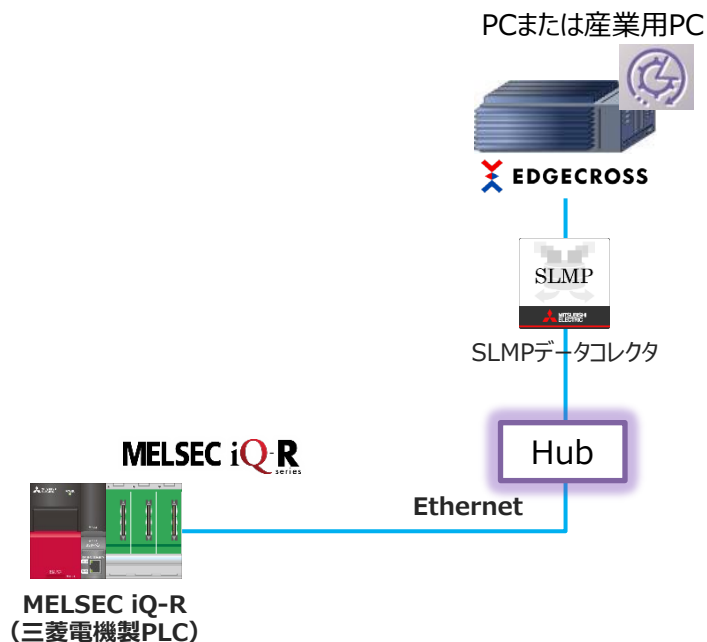 PCまたは産業用PC
EDGECROSS
SLMP
MITSUBISHI
ELECTRIC
SLMPデータコレクタ
Hub
MELSEC iQ-R
series
Ethernet
MELSEC iQ-R
（三菱電機製PLC）